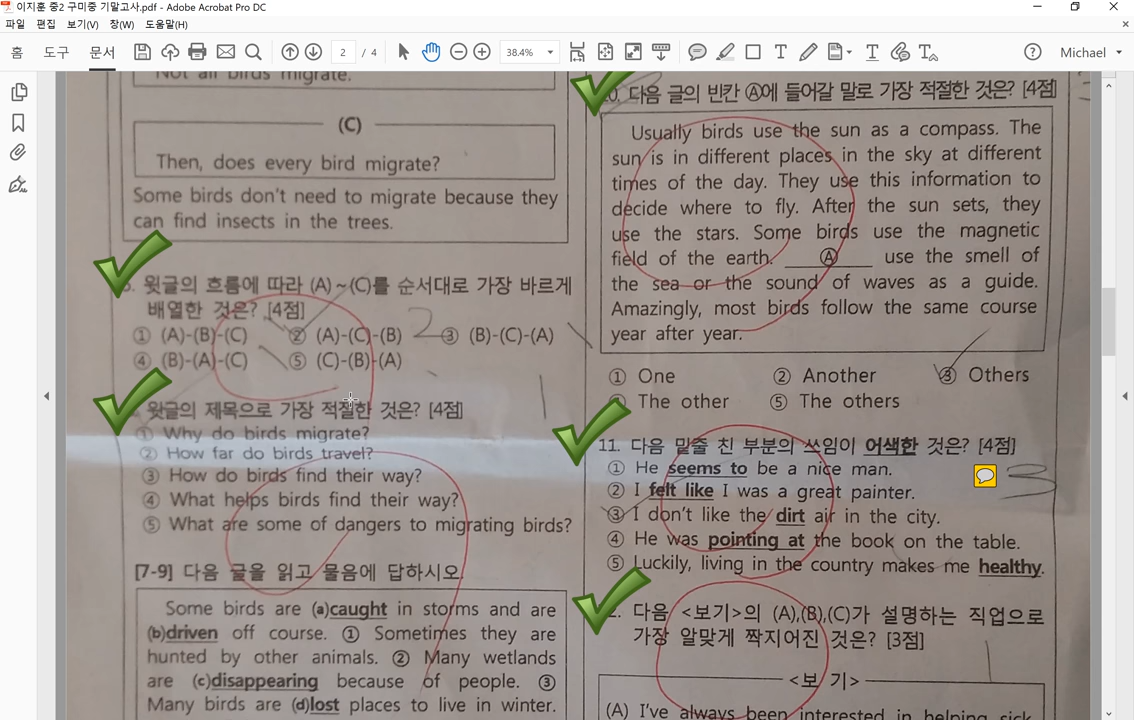 이지훈 중2 구미중 기말고사.pdf - Adobe Acrobat Pro DC
파일 편집 보기(V) 창(W) 도움말(H)
홈 도구 문서 2 / 4 38.4% Michael
Not all birds migrate.
(C)
Then, does every bird migrate?
Some birds don't need to migrate because they
can find insects in the trees.
윗글의 흐름에 따라 (A)~(C)를 순서대로 가장 바르게
배열한 것은? [4점]
① (A)-(B)-(C) ② (A)-(C)-(B) ③ (B)-(C)-(A)
④ (B)-(A)-(C) ⑤ (C)-(B)-(A)
2
윗글의 제목으로 가장 적절한 것은? [4점]
① Why do birds migrate?
② How far do birds travel?
③ How do birds find their way?
④ What helps birds find their way?
⑤ What are some of dangers to migrating birds?
1
[7-9] 다음 글을 읽고 물음에 답하시오.
Some birds are (a)caught in storms and are
(b)driven off course. ① Sometimes they are
hunted by other animals. ② Many wetlands
are (c)disappearing because of people. ③
Many birds are (d)lost places to live in winter.
다음 글의 빈칸 Ⓐ에 들어갈 말로 가장 적절한 것은? [4점]
Usually birds use the sun as a compass. The
sun is in different places in the sky at different
times of the day. They use this information to
decide where to fly. After the sun sets, they
use the stars. Some birds use the magnetic
field of the earth. Ⓐ use the smell of
the sea or the sound of waves as a guide.
Amazingly, most birds follow the same course
year after year.
① One ② Another ③ Others
The other ⑤ The others
11. 다음 밑줄 친 부분의 쓰임이 어색한 것은? [4점]
① He seems to be a nice man.
② I felt like I was a great painter.
③ I don't like the dirt air in the city.
④ He was pointing at the book on the table.
⑤ Luckily, living in the country makes me healthy.
3
다음 <보기>의 (A),(B),(C)가 설명하는 직업으로
가장 알맞게 짝지어진 것은? [3점]
<보 기>
(A) I've always been interested in helping sick